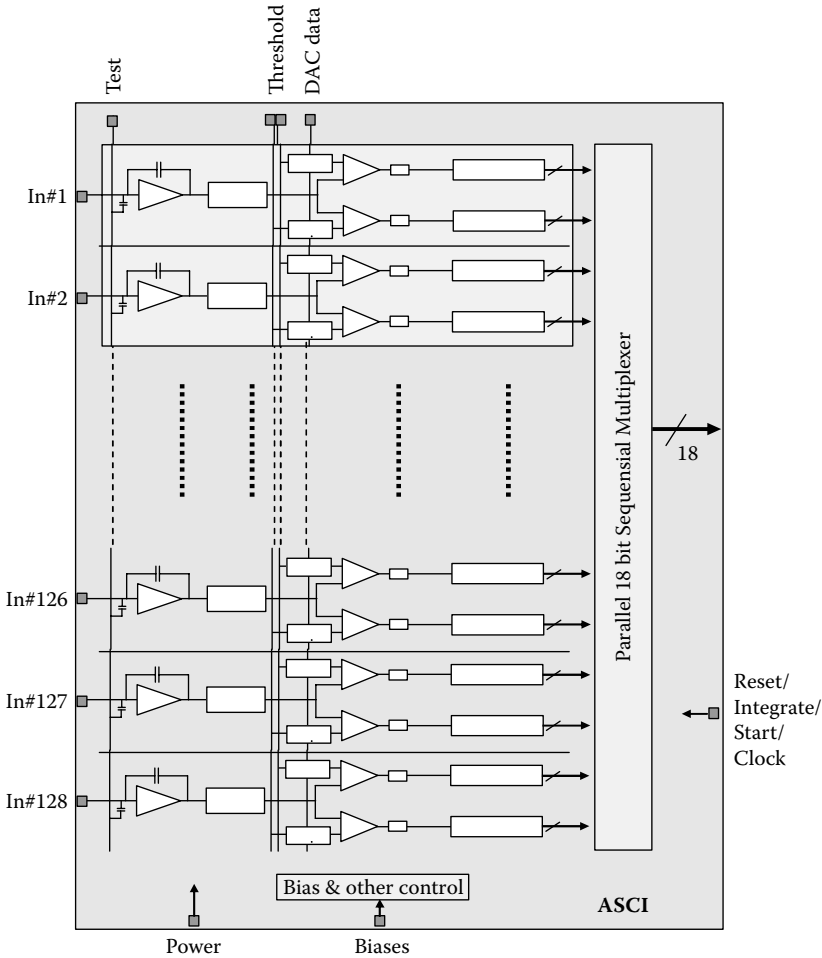 Test
Threshold
DAC data
In#1
In#2
In#126
In#127
In#128
Parallel 18 bit Sequensial Multiplexer
18
Reset/
Integrate/
Start/
Clock
Bias & other control
ASCI
Power
Biases